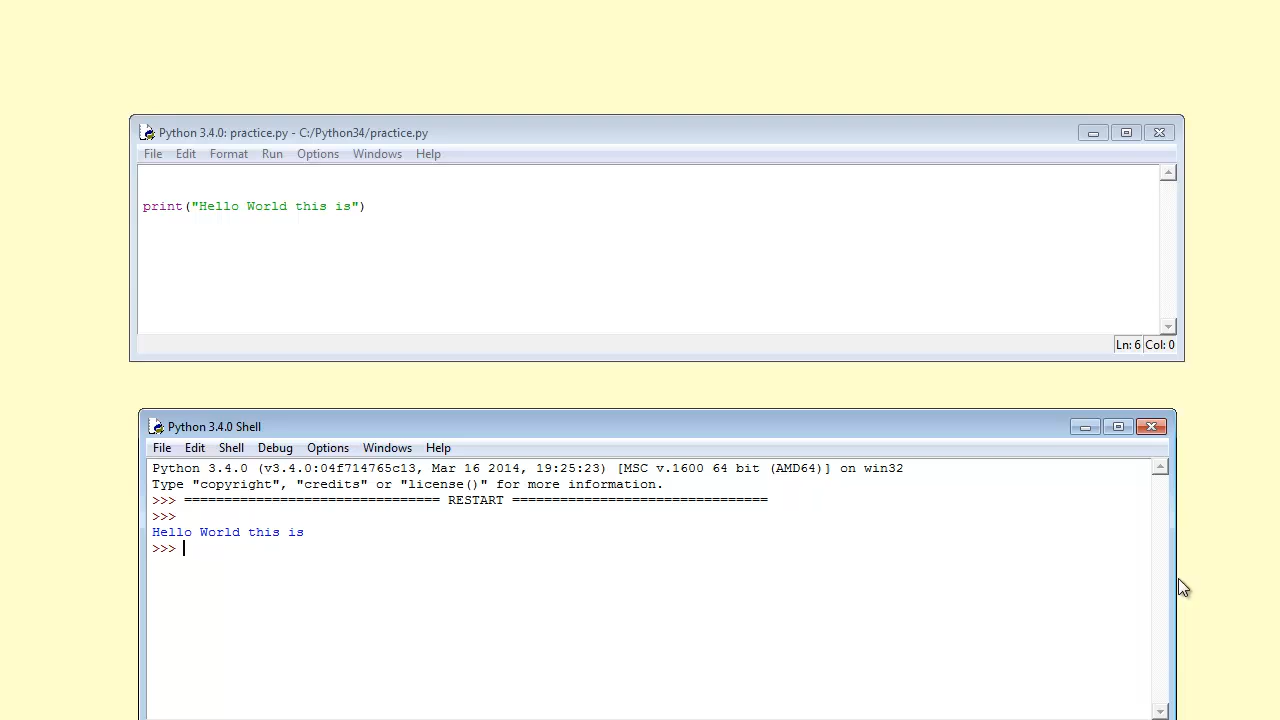 Python 3.4.0: practice.py - C:/Python34/practice.py
File Edit Format Run Options Windows Help
print("Hello World this is")
Ln: 6 Col: 0
Python 3.4.0 Shell
File Edit Shell Debug Options Windows Help
Python 3.4.0 (v3.4.0:04f714765c13, Mar 16 2014, 19:25:23) [MSC v.1600 64 bit (AMD64)] on win32
Type "copyright", "credits" or "license()" for more information.
>>> ================================ RESTART ================================
>>>
Hello World this is
>>>